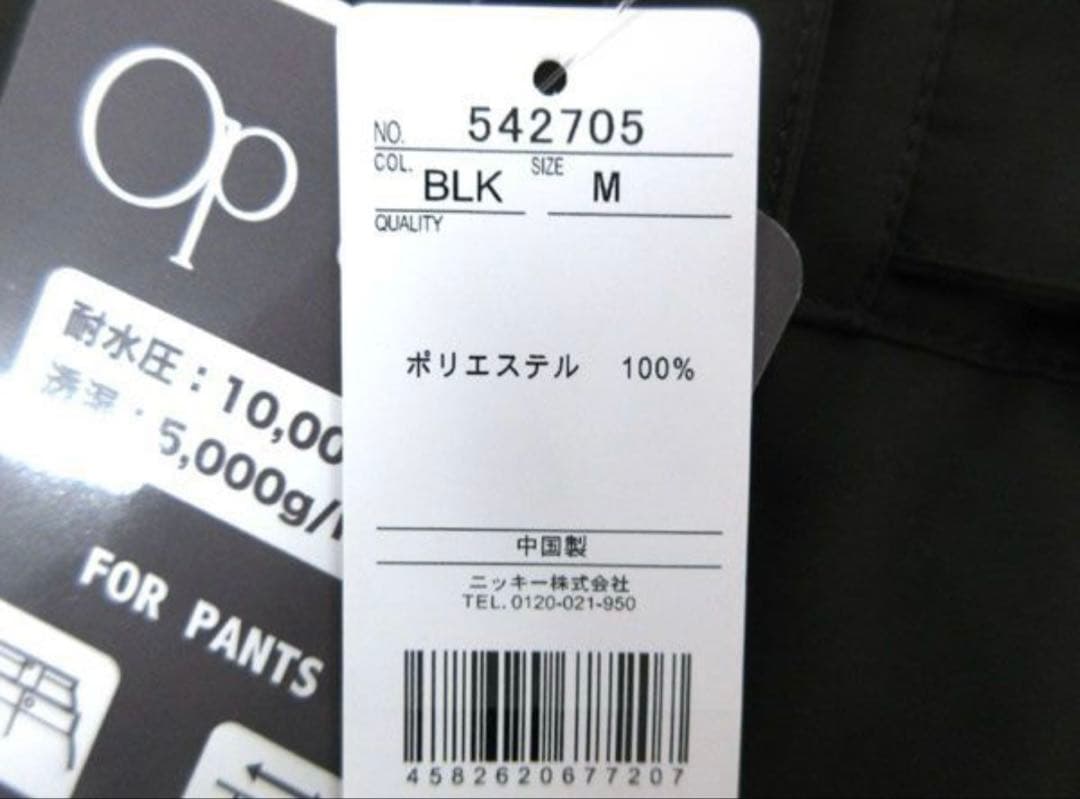 Op
耐水圧：10,00
透湿：5,000g/
FOR PANTS
NO. 542705
COL. BLK SIZE M
QUALITY
ポリエステル 100%
中国製
ニッキー株式会社
TEL. 0120-021-950
4582620677207